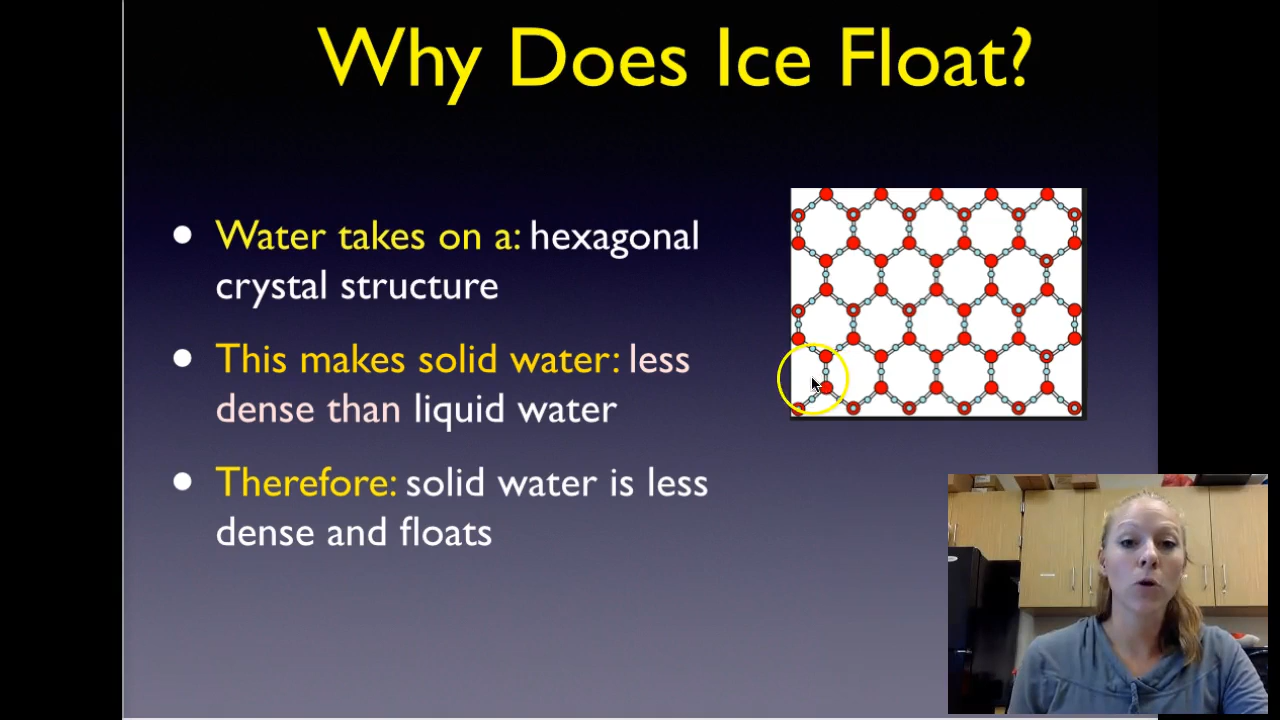 Why Does Ice Float?
• Water takes on a: hexagonal
crystal structure
• This makes solid water: less
dense than liquid water
• Therefore: solid water is less
dense and floats